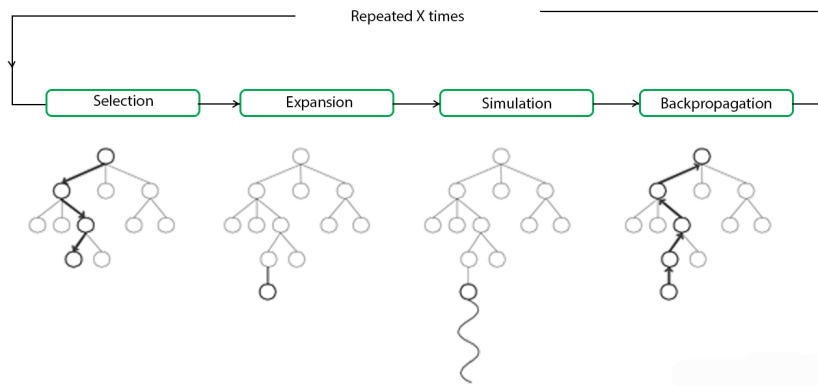 Repeated X times
Selection
Expansion
Simulation
Backpropagation